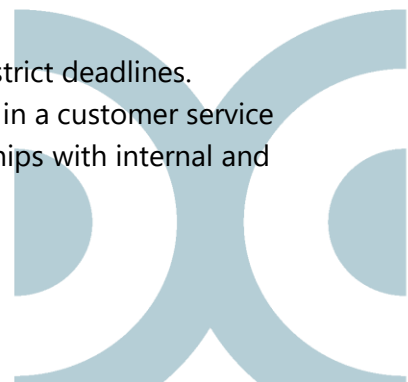 strict deadlines.
in a customer service
hips with internal and